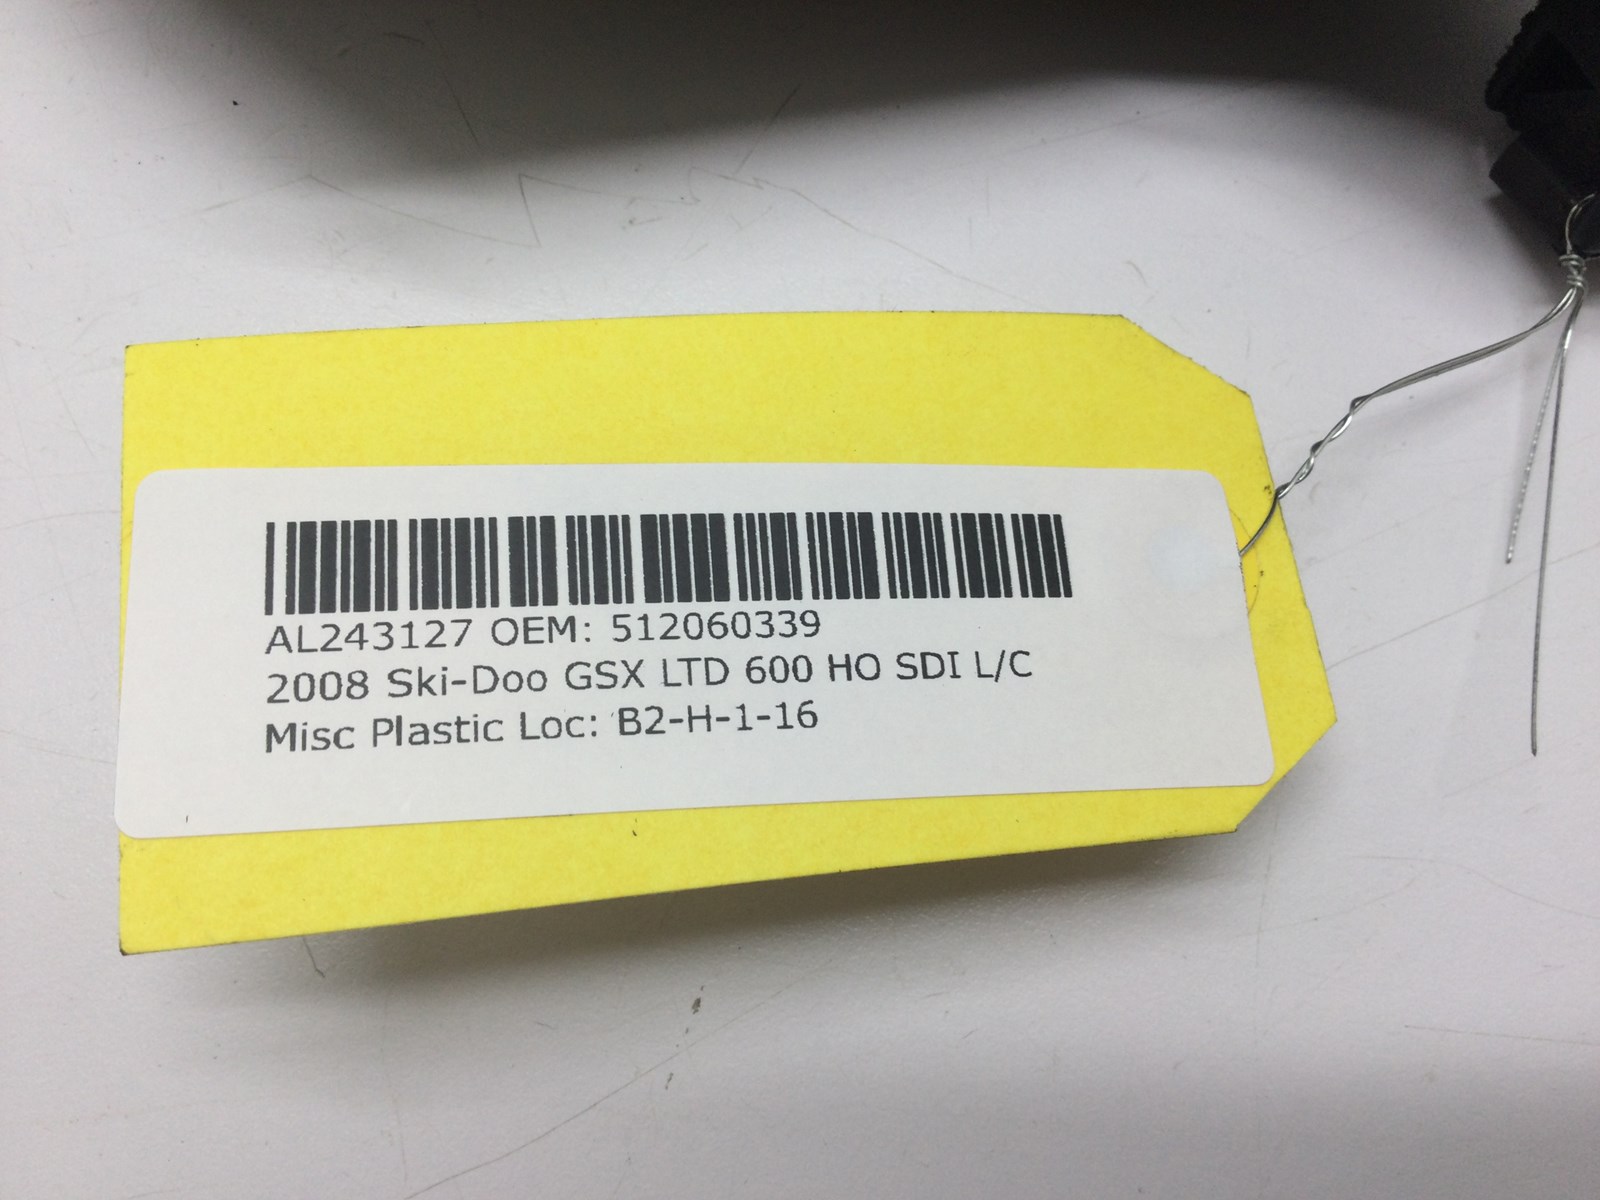 AL243127 OEM: 512060339
2008 Ski-Doo GSX LTD 600 HO SDI L/C
Misc Plastic Loc: B2-H-1-16